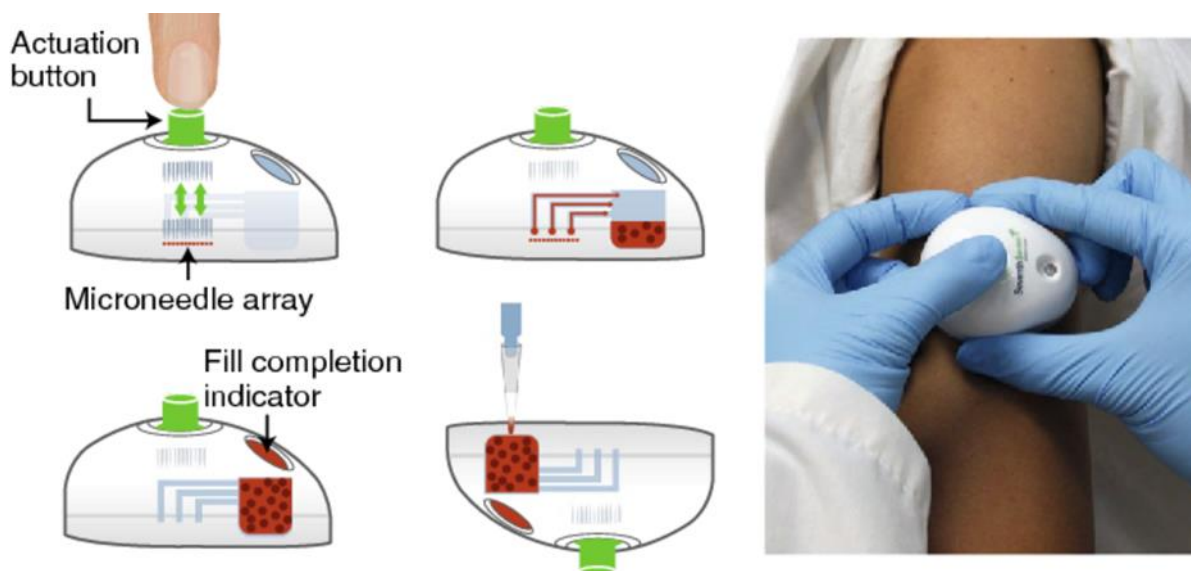 Actuation
button
Microneedle array
Fill completion
indicator